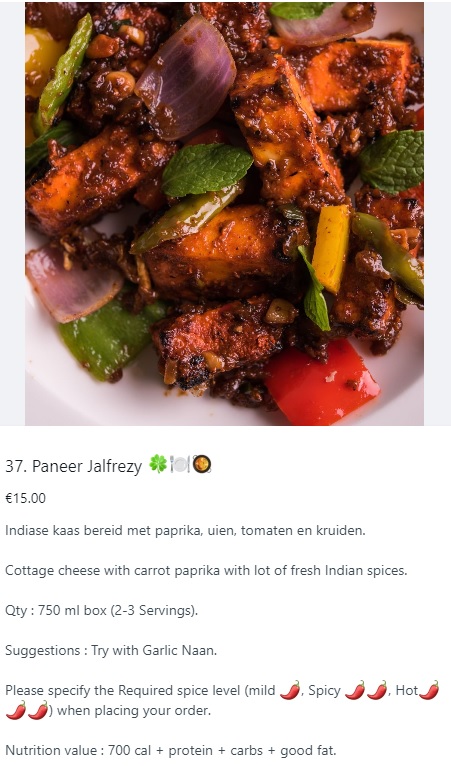 37. Paneer Jalfrezy 🍀🍽️🥘
€15.00
Indiase kaas bereid met paprika, uien, tomaten en kruiden.
Cottage cheese with carrot paprika with lot of fresh Indian spices.
Qty : 750 ml box (2-3 Servings).
Suggestions : Try with Garlic Naan.
Please specify the Required spice level (mild 🌶️, Spicy 🌶️🌶️, Hot🌶️
🌶️🌶️) when placing your order.
Nutrition value : 700 cal + protein + carbs + good fat.